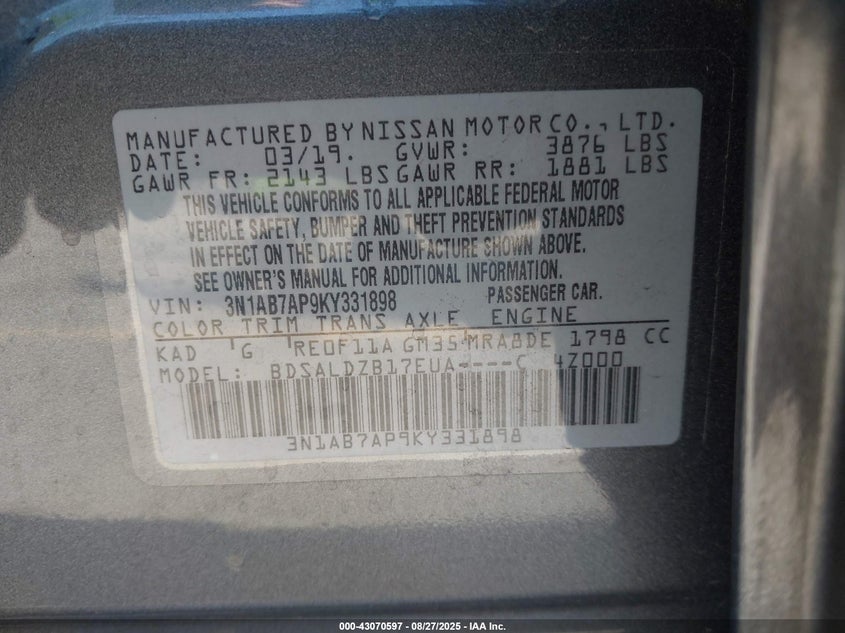 MANUFACTURED BY NISSAN MOTOR CO., LTD.
DATE: 03/19. GVWR: 3876 LBS
GAWR FR: 2143 LBS GAWR RR: 1881 LBS
THIS VEHICLE CONFORMS TO ALL APPLICABLE FEDERAL MOTOR
VEHICLE SAFETY, BUMPER AND THEFT PREVENTION STANDARDS
IN EFFECT ON THE DATE OF MANUFACTURE SHOWN ABOVE.
SEE OWNER'S MANUAL FOR ADDITIONAL INFORMATION.
VIN: 3N1AB7AP9KY331898 PASSENGER CAR.
COLOR TRIM TRANS AXLE ENGINE
KAD G RE0F11A GM35 MRA8DE 1798 CC
MODEL: BDSALDZB17EUA----C 4Z000
3N1AB7AP9KY331898
000-43070597 - 08/27/2025 - IAA Inc.